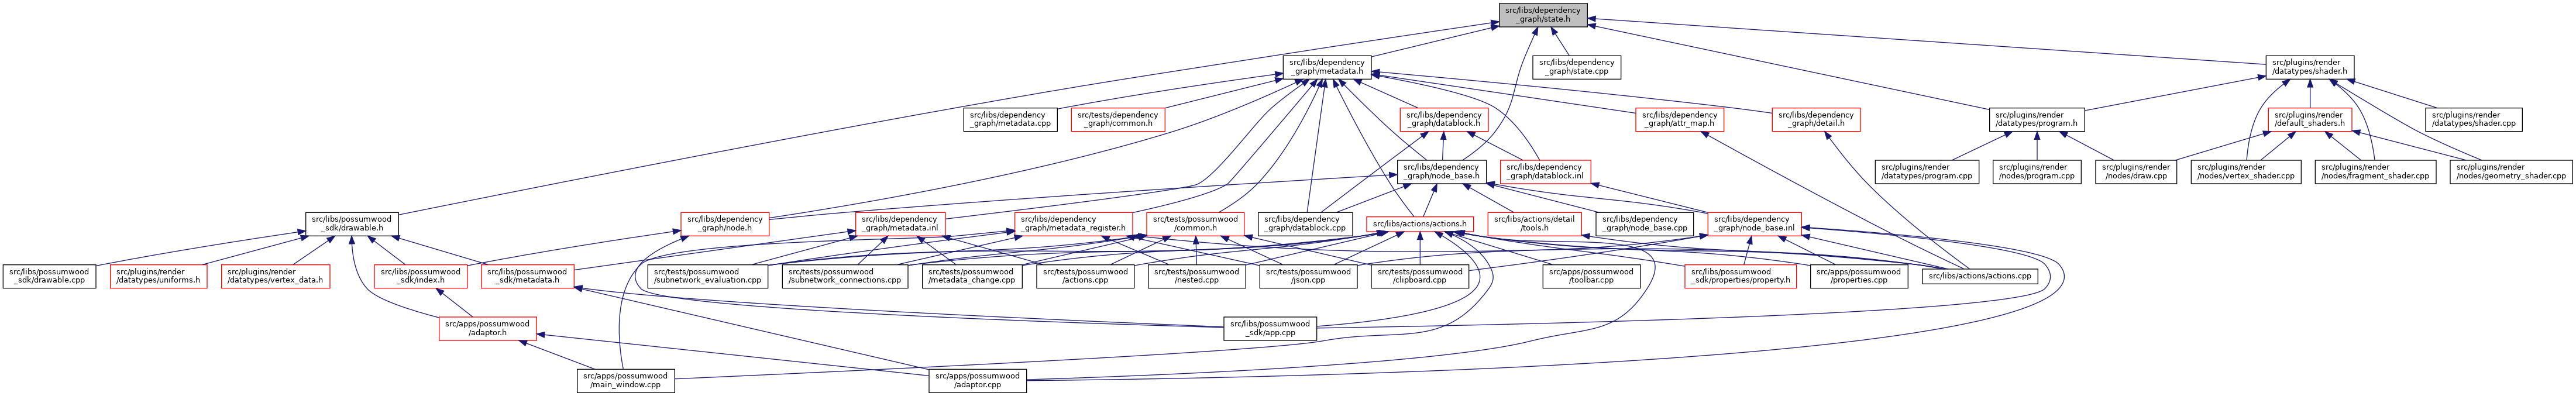 src/libs/dependency
_graph/state.h
src/libs/dependency
_graph/metadata.h
src/libs/dependency
_graph/state.cpp
src/plugins/render
/datatypes/shader.h
src/libs/dependency
_graph/metadata.cpp
src/tests/dependency
_graph/common.h
src/libs/dependency
_graph/datablock.h
src/libs/dependency
_graph/attr_map.h
src/libs/dependency
_graph/detail.h
src/plugins/render
/datatypes/program.h
src/plugins/render
/default_shaders.h
src/plugins/render
/datatypes/shader.cpp
src/libs/dependency
_graph/node_base.h
src/libs/dependency
_graph/datablock.inl
src/plugins/render
/datatypes/program.cpp
src/plugins/render
/nodes/program.cpp
src/plugins/render
/nodes/draw.cpp
src/plugins/render
/nodes/vertex_shader.cpp
src/plugins/render
/nodes/fragment_shader.cpp
src/plugins/render
/nodes/geometry_shader.cpp
src/libs/possumwood
_sdk/drawable.h
src/libs/dependency
_graph/node.h
src/libs/dependency
_graph/metadata.inl
src/libs/dependency
_graph/metadata_register.h
src/tests/possumwood
/common.h
src/libs/dependency
_graph/datablock.cpp
src/libs/actions/actions.h
src/libs/actions/detail
/tools.h
src/libs/dependency
_graph/node_base.cpp
src/libs/dependency
_graph/node_base.inl
src/libs/possumwood
_sdk/drawable.cpp
src/plugins/render
/datatypes/uniforms.h
src/plugins/render
/datatypes/vertex_data.h
src/libs/possumwood
_sdk/index.h
src/libs/possumwood
_sdk/metadata.h
src/tests/possumwood
/subnetwork_evaluation.cpp
src/tests/possumwood
/subnetwork_connections.cpp
src/tests/possumwood
/metadata_change.cpp
src/tests/possumwood
/actions.cpp
src/tests/possumwood
/nested.cpp
src/tests/possumwood
/json.cpp
src/tests/possumwood
/clipboard.cpp
src/apps/possumwood
/toolbar.cpp
src/libs/possumwood
_sdk/properties/property.h
src/apps/possumwood
/properties.cpp
src/libs/actions/actions.cpp
src/apps/possumwood
/adaptor.h
src/libs/possumwood
_sdk/app.cpp
src/apps/possumwood
/main_window.cpp
src/apps/possumwood
/adaptor.cpp